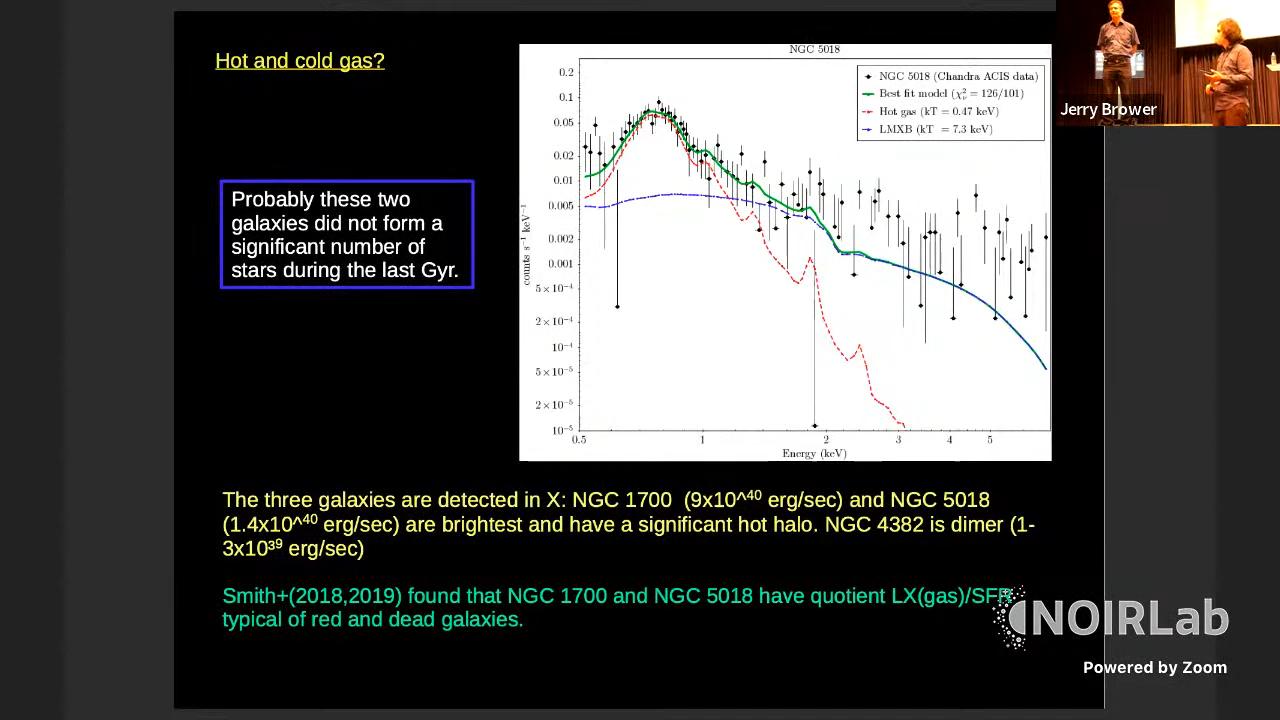 Hot and cold gas?
Probably these two
galaxies did not form a
significant number of
stars during the last Gyr.
NGC 5018
NGC 5018 (Chandra ACIS data)
Best fit model (χ²ᵥ = 126/101)
Hot gas (kT = 0.47 keV)
LMXB (kT = 7.3 keV)
counts s⁻¹ keV⁻¹
0.2
0.1
0.05
0.02
0.01
0.005
0.002
0.001
5×10⁻⁴
2×10⁻⁴
10⁻⁴
5×10⁻⁵
2×10⁻⁵
10⁻⁵
0.5 1 2 3 4 5
Energy (keV)
The three galaxies are detected in X: NGC 1700 (9x10^⁴⁰ erg/sec) and NGC 5018
(1.4x10^⁴⁰ erg/sec) are brightest and have a significant hot halo. NGC 4382 is dimer (1-
3x10³⁹ erg/sec)
Smith+(2018,2019) found that NGC 1700 and NGC 5018 have quotient LX(gas)/SFR
typical of red and dead galaxies.
Jerry Brower
NOIRLab
Powered by Zoom